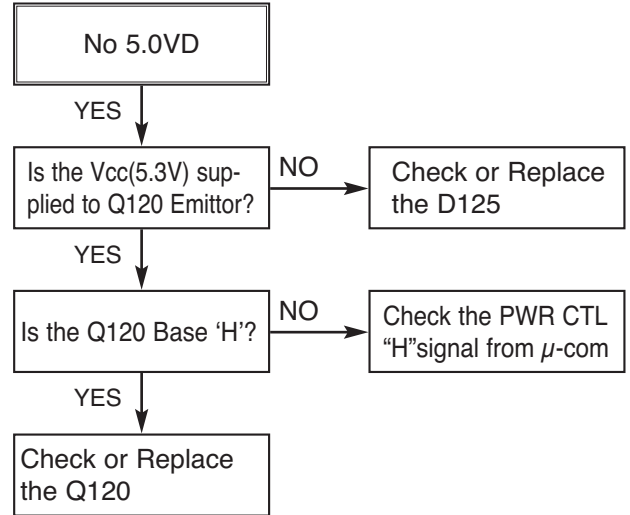 No 5.0VD
YES
Is the Vcc(5.3V) sup-
plied to Q120 Emittor?
NO
Check or Replace
the D125
YES
Is the Q120 Base ‘H’?
NO
Check the PWR CTL
“H”signal from µ-com
YES
Check or Replace
the Q120